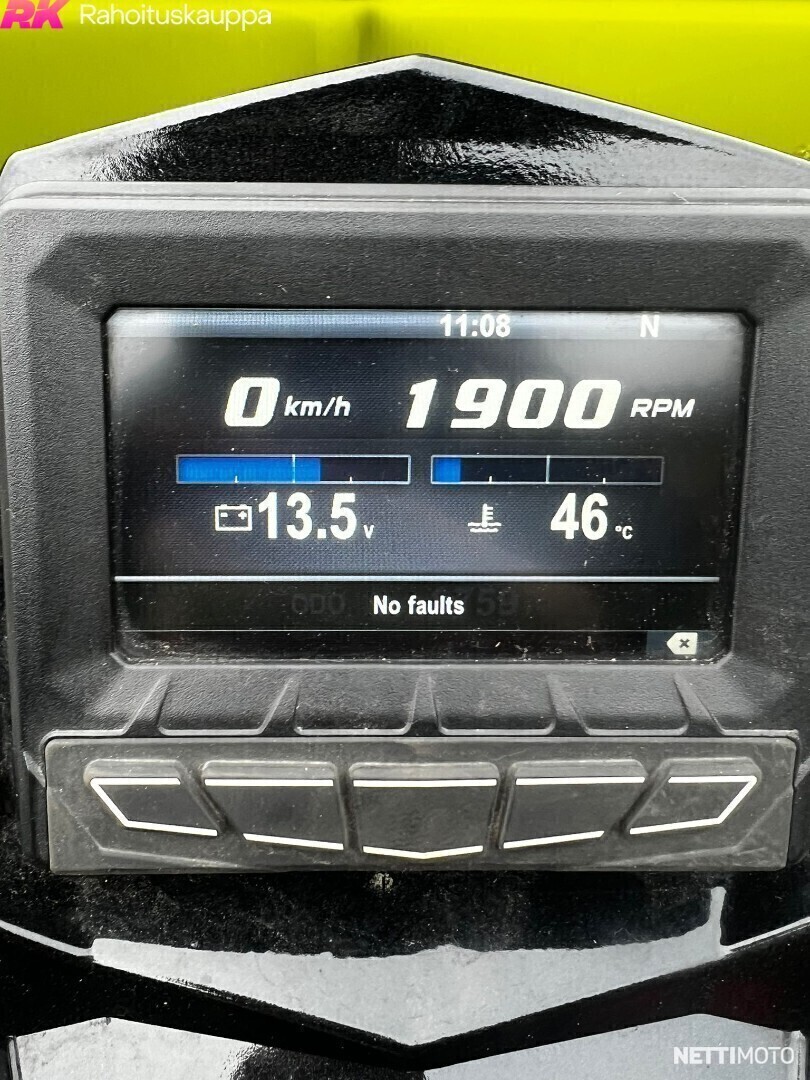 RK Rahoituskauppa
11:08 N
0 km/h 1900 RPM
13.5 V 46 °C
No faults
NETTIMOTO